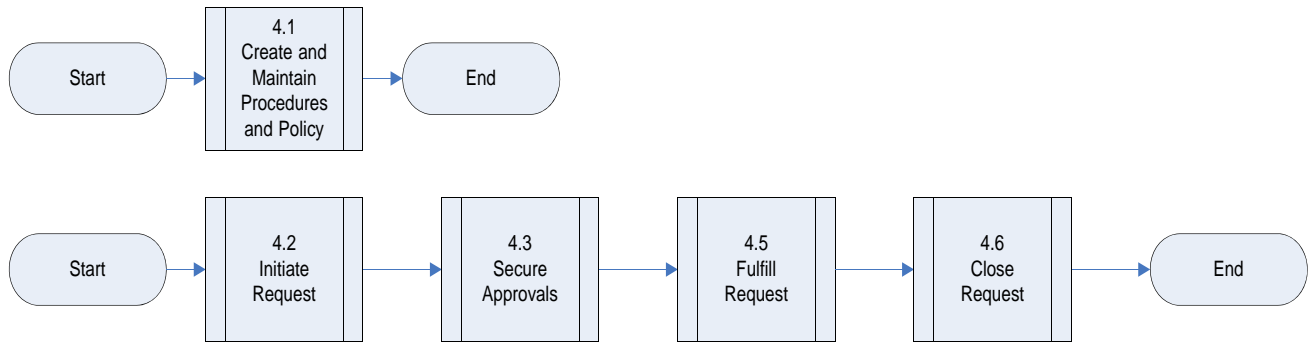 Start
4.1
Create and
Maintain
Procedures
and Policy
End
Start
4.2
Initiate
Request
4.3
Secure
Approvals
4.5
Fulfill
Request
4.6
Close
Request
End